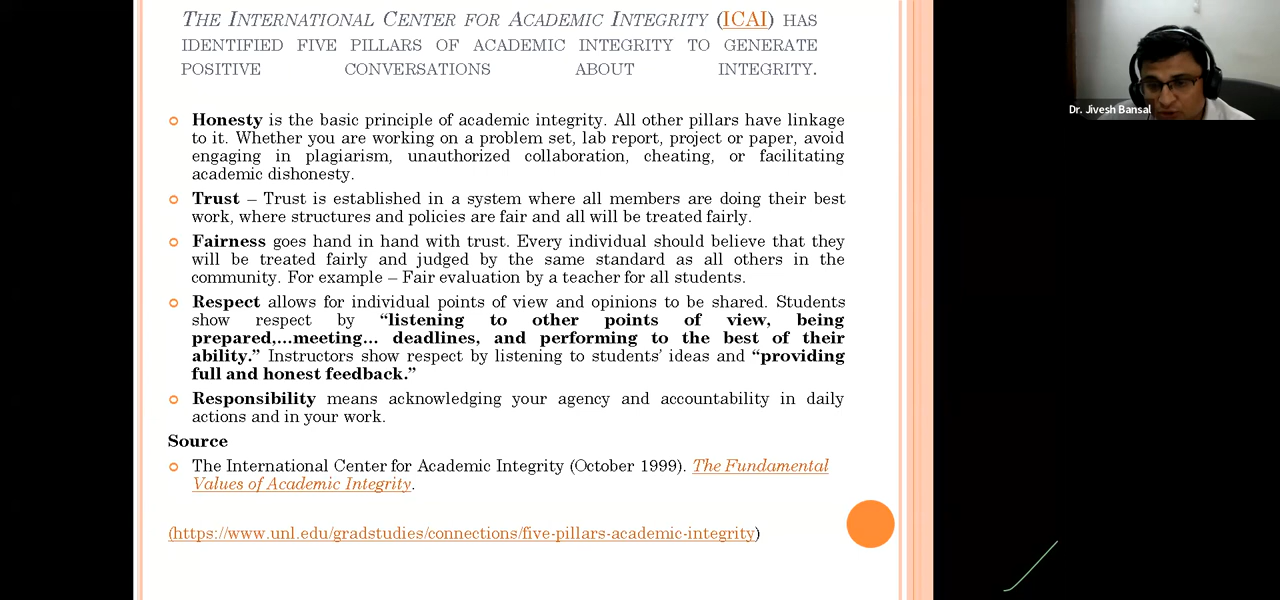 THE INTERNATIONAL CENTER FOR ACADEMIC INTEGRITY (ICAI) HAS
IDENTIFIED FIVE PILLARS OF ACADEMIC INTEGRITY TO GENERATE
POSITIVE CONVERSATIONS ABOUT INTEGRITY.
Honesty is the basic principle of academic integrity. All other pillars have linkage
to it. Whether you are working on a problem set, lab report, project or paper, avoid
engaging in plagiarism, unauthorized collaboration, cheating, or facilitating
academic dishonesty.
Trust – Trust is established in a system where all members are doing their best
work, where structures and policies are fair and all will be treated fairly.
Fairness goes hand in hand with trust. Every individual should believe that they
will be treated fairly and judged by the same standard as all others in the
community. For example – Fair evaluation by a teacher for all students.
Respect allows for individual points of view and opinions to be shared. Students
show respect by “listening to other points of view, being
prepared,...meeting... deadlines, and performing to the best of their
ability.” Instructors show respect by listening to students’ ideas and “providing
full and honest feedback.”
Responsibility means acknowledging your agency and accountability in daily
actions and in your work.
Source
The International Center for Academic Integrity (October 1999). The Fundamental
Values of Academic Integrity.
(https://www.unl.edu/gradstudies/connections/five-pillars-academic-integrity)
Dr. Jivesh Bansal